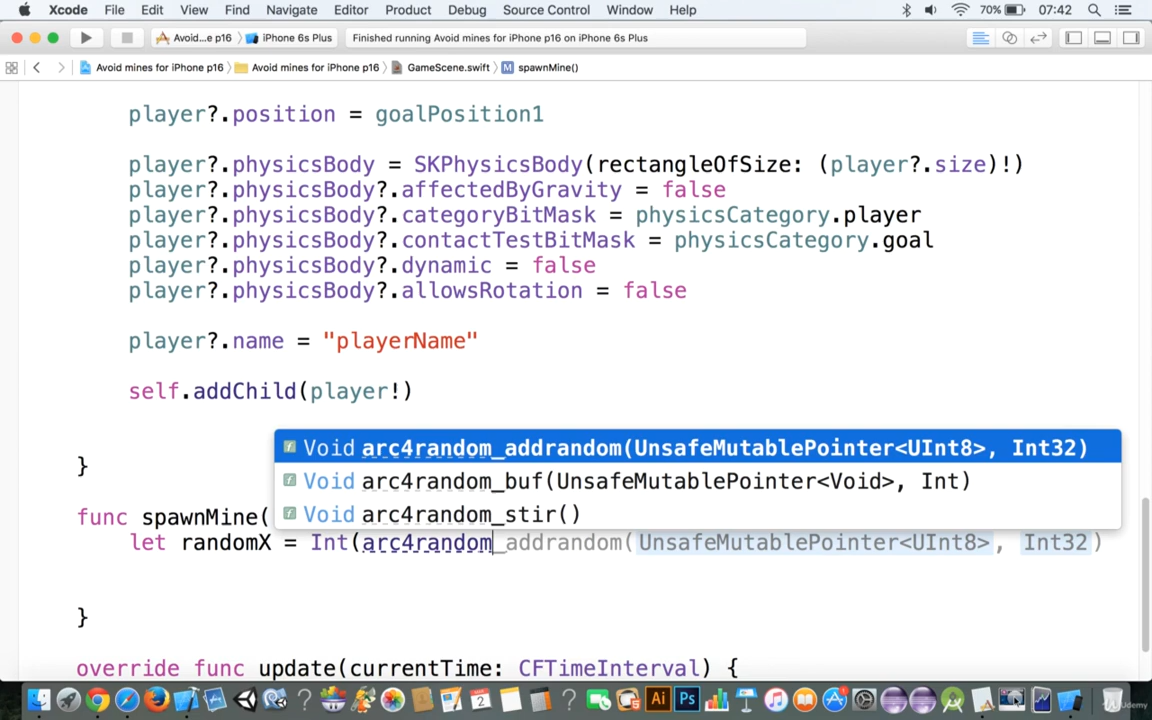 Xcode File Edit View Find Navigate Editor Product Debug Source Control Window Help 70% 07:42
Avoid...e p16 iPhone 6s Plus Finished running Avoid mines for iPhone p16 on iPhone 6s Plus
Avoid mines for iPhone p16 Avoid mines for iPhone p16 GameScene.swift M spawnMine()
player?.position = goalPosition1
player?.physicsBody = SKPhysicsBody(rectangleOfSize: (player?.size)!)
player?.physicsBody?.affectedByGravity = false
player?.physicsBody?.categoryBitMask = physicsCategory.player
player?.physicsBody?.contactTestBitMask = physicsCategory.goal
player?.physicsBody?.dynamic = false
player?.physicsBody?.allowsRotation = false
player?.name = "playerName"
self.addChild(player!)
f Void arc4random_addrandom(UnsafeMutablePointer<UInt8>, Int32)
}
f Void arc4random_buf(UnsafeMutablePointer<Void>, Int)
f Void arc4random_stir()
func spawnMine(
let randomX = Int(arc4random_addrandom(UnsafeMutablePointer<UInt8>, Int32)
}
override func update(currentTime: CFTimeInterval) {
? ? 2 Ai Ps
Udemy